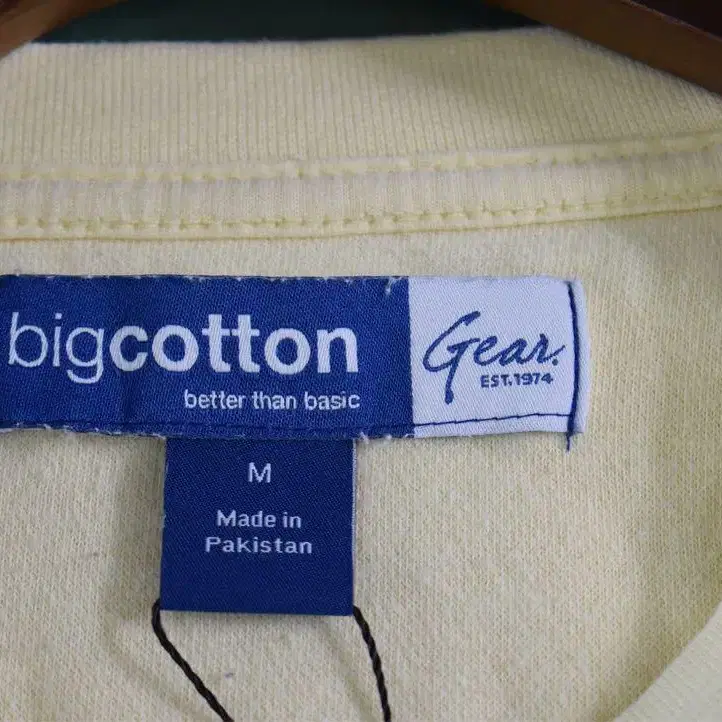 bigcotton
better than basic
Gear.
EST.1974
M
Made in
Pakistan